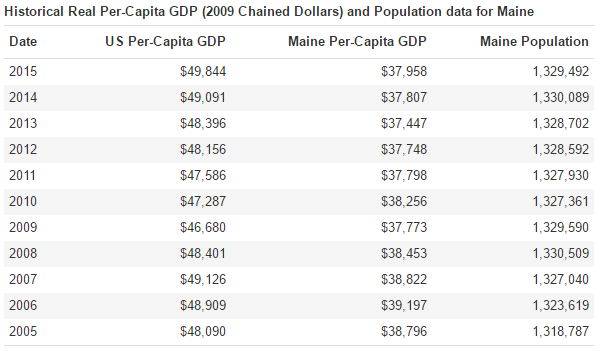 Historical Real Per-Capita GDP (2009 Chained Dollars) and Population data for Maine
Date US Per-Capita GDP Maine Per-Capita GDP Maine Population
2015 $49,844 $37,958 1,329,492
2014 $49,091 $37,807 1,330,089
2013 $48,396 $37,447 1,328,702
2012 $48,156 $37,748 1,328,592
2011 $47,586 $37,798 1,327,930
2010 $47,287 $38,256 1,327,361
2009 $46,680 $37,773 1,329,590
2008 $48,401 $38,453 1,330,509
2007 $49,126 $38,822 1,327,040
2006 $48,909 $39,197 1,323,619
2005 $48,090 $38,796 1,318,787